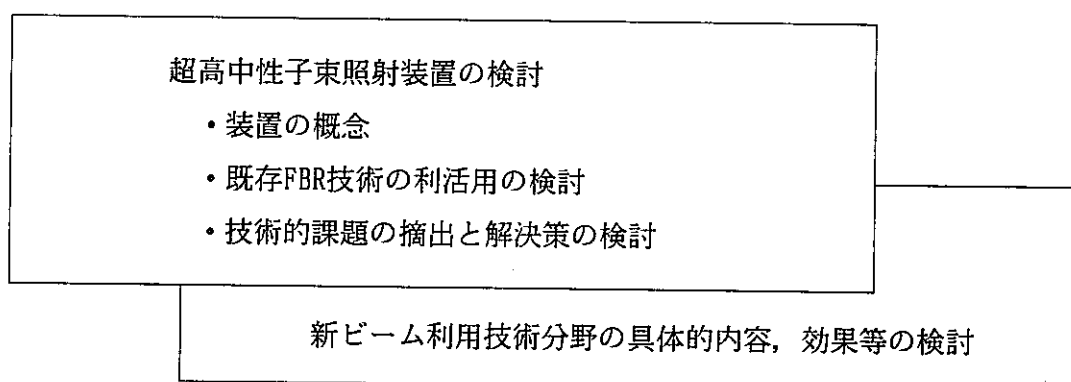 超高中性子束照射装置の検討
・装置の概念
・既存FBR技術の利活用の検討
・技術的課題の摘出と解決策の検討
新ビーム利用技術分野の具体的内容，効果等の検討